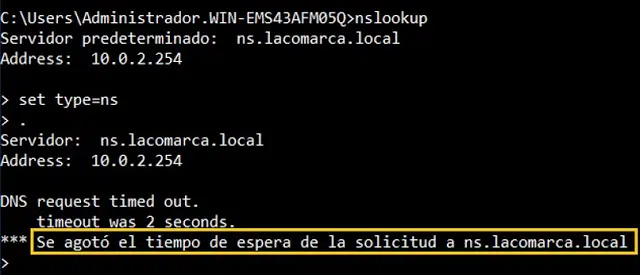 C:\Users\Administrador.WIN-EMS43AFM05Q>nslookup
Servidor predeterminado:  ns.lacomarca.local
Address:  10.0.2.254
> set type=ns
> .
Servidor:  ns.lacomarca.local
Address:  10.0.2.254
DNS request timed out.
    timeout was 2 seconds.
*** Se agotó el tiempo de espera de la solicitud a ns.lacomarca.local
>